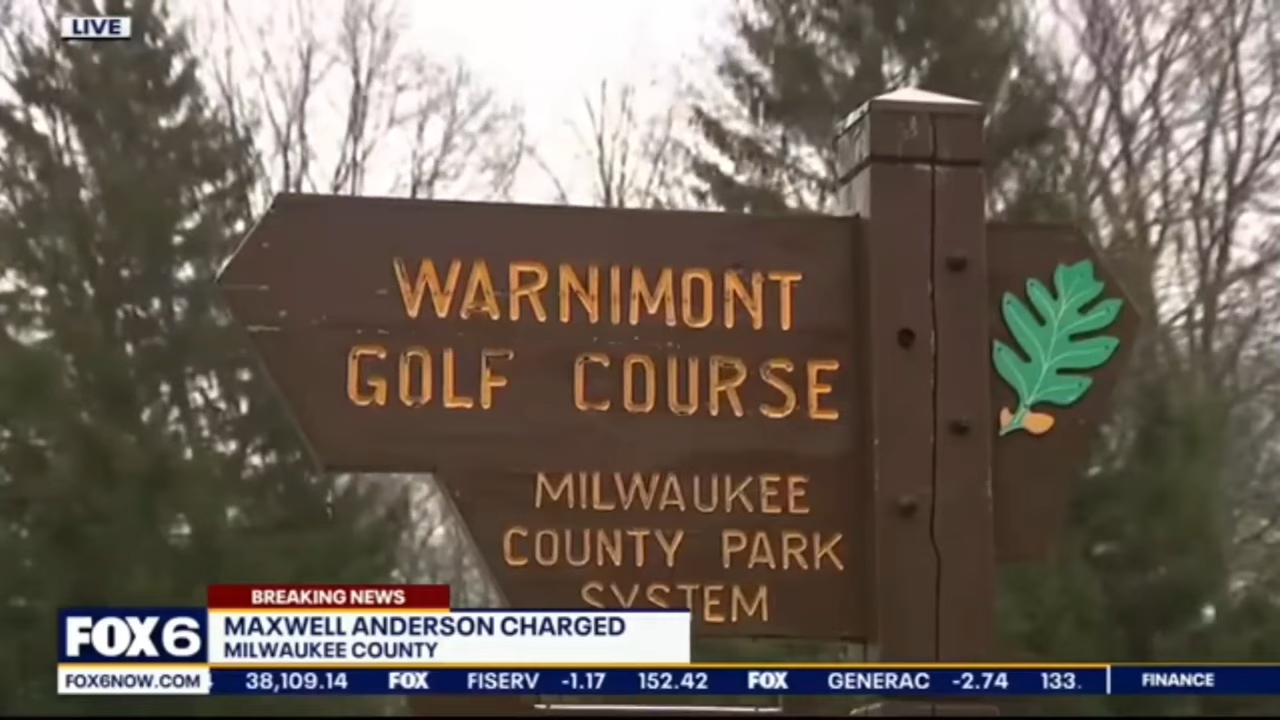 LIVE
WARNIMONT
GOLF COURSE
MILWAUKEE
COUNTY PARK
SYSTEM
BREAKING NEWS
FOX6
MAXWELL ANDERSON CHARGED
MILWAUKEE COUNTY
FOX6NOW.COM 38,109.14 FOX FISERV -1.17 152.42 FOX GENERAC -2.74 133. FINANCE